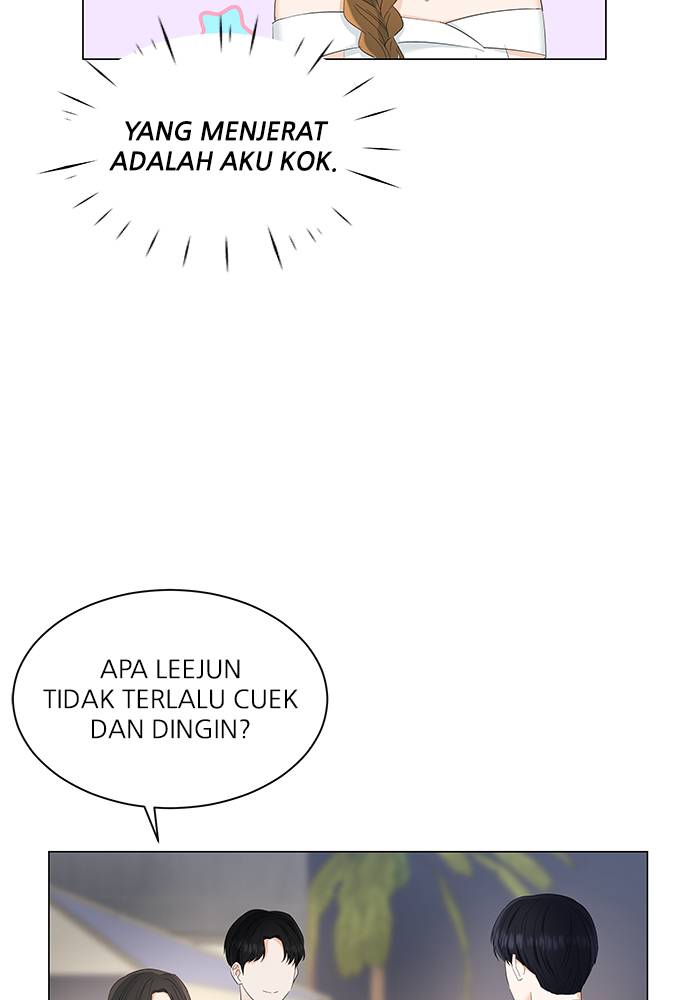 YANG MENJERAT
ADALAH AKU KOK.
APA LEEJUN
TIDAK TERLALU CUEK
DAN DINGIN?